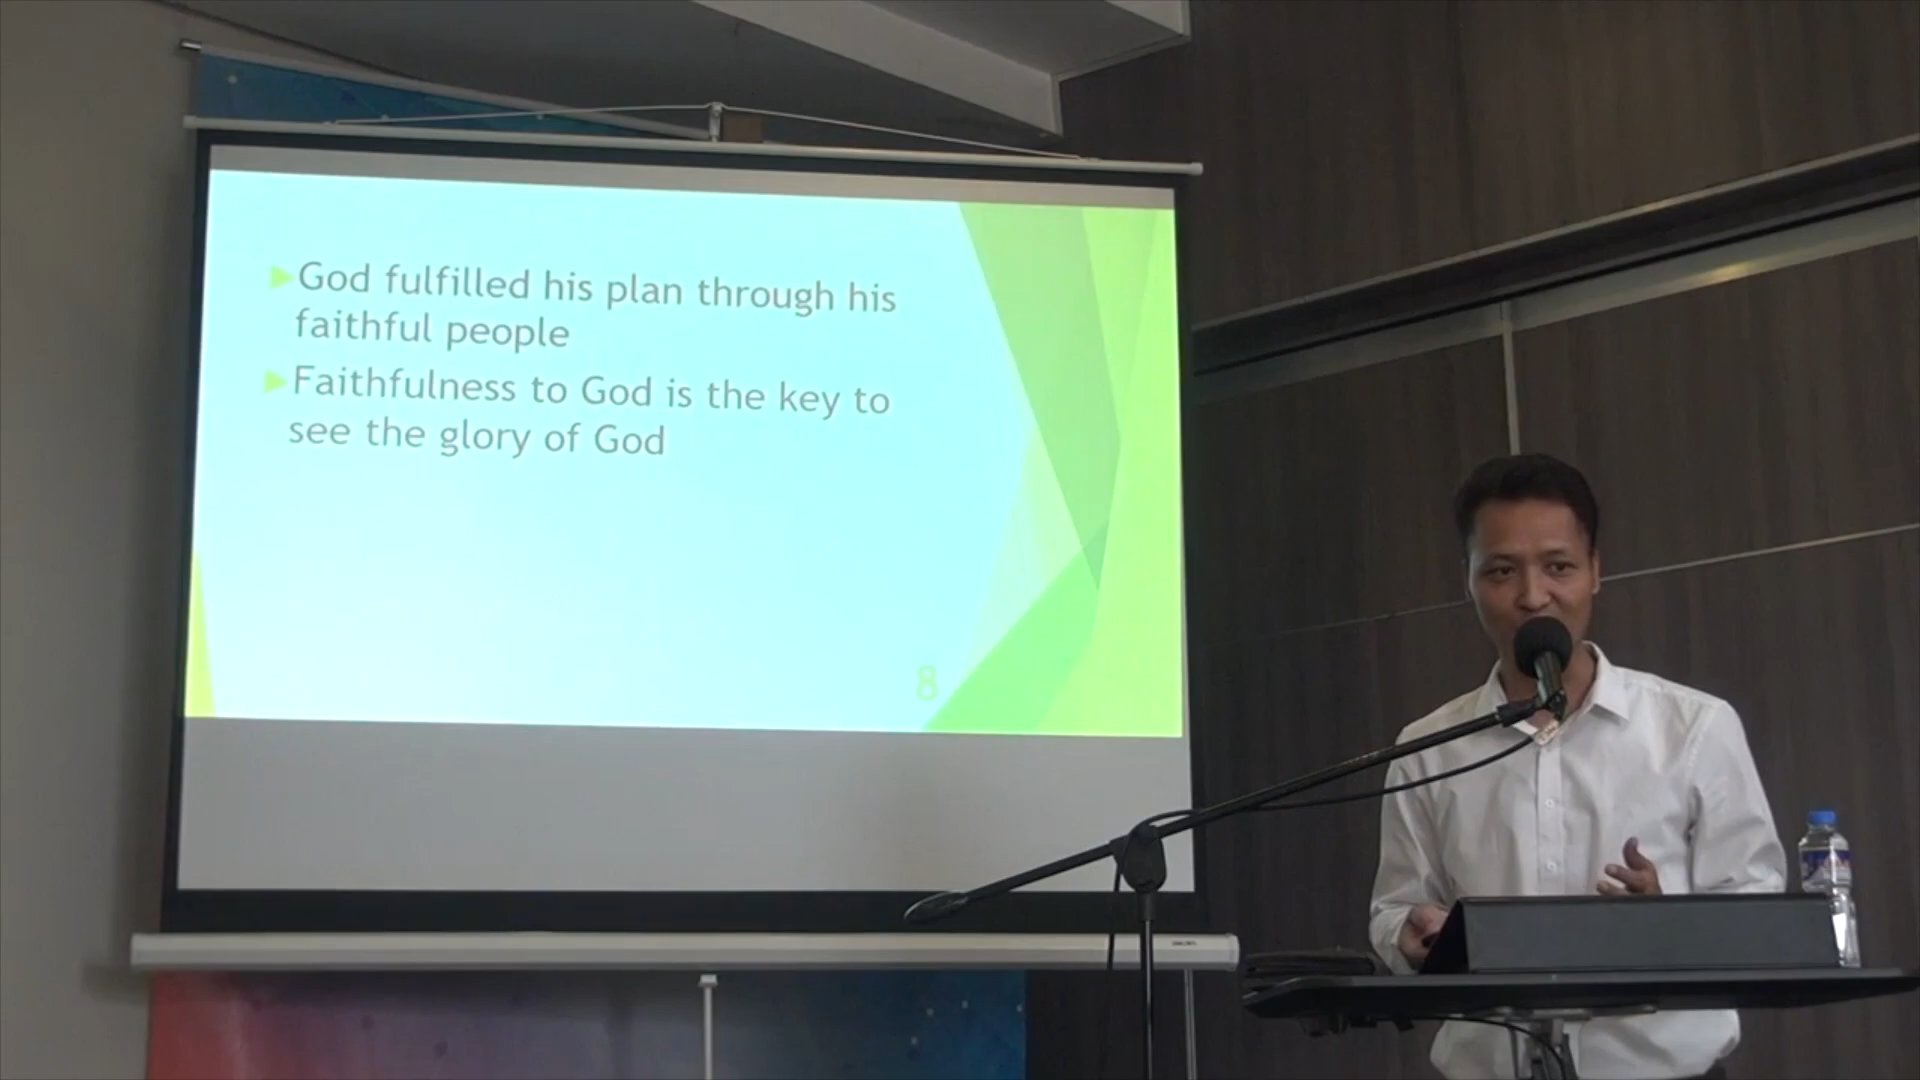 God fulfilled his plan through his
faithful people
Faithfulness to God is the key to
see the glory of God
8